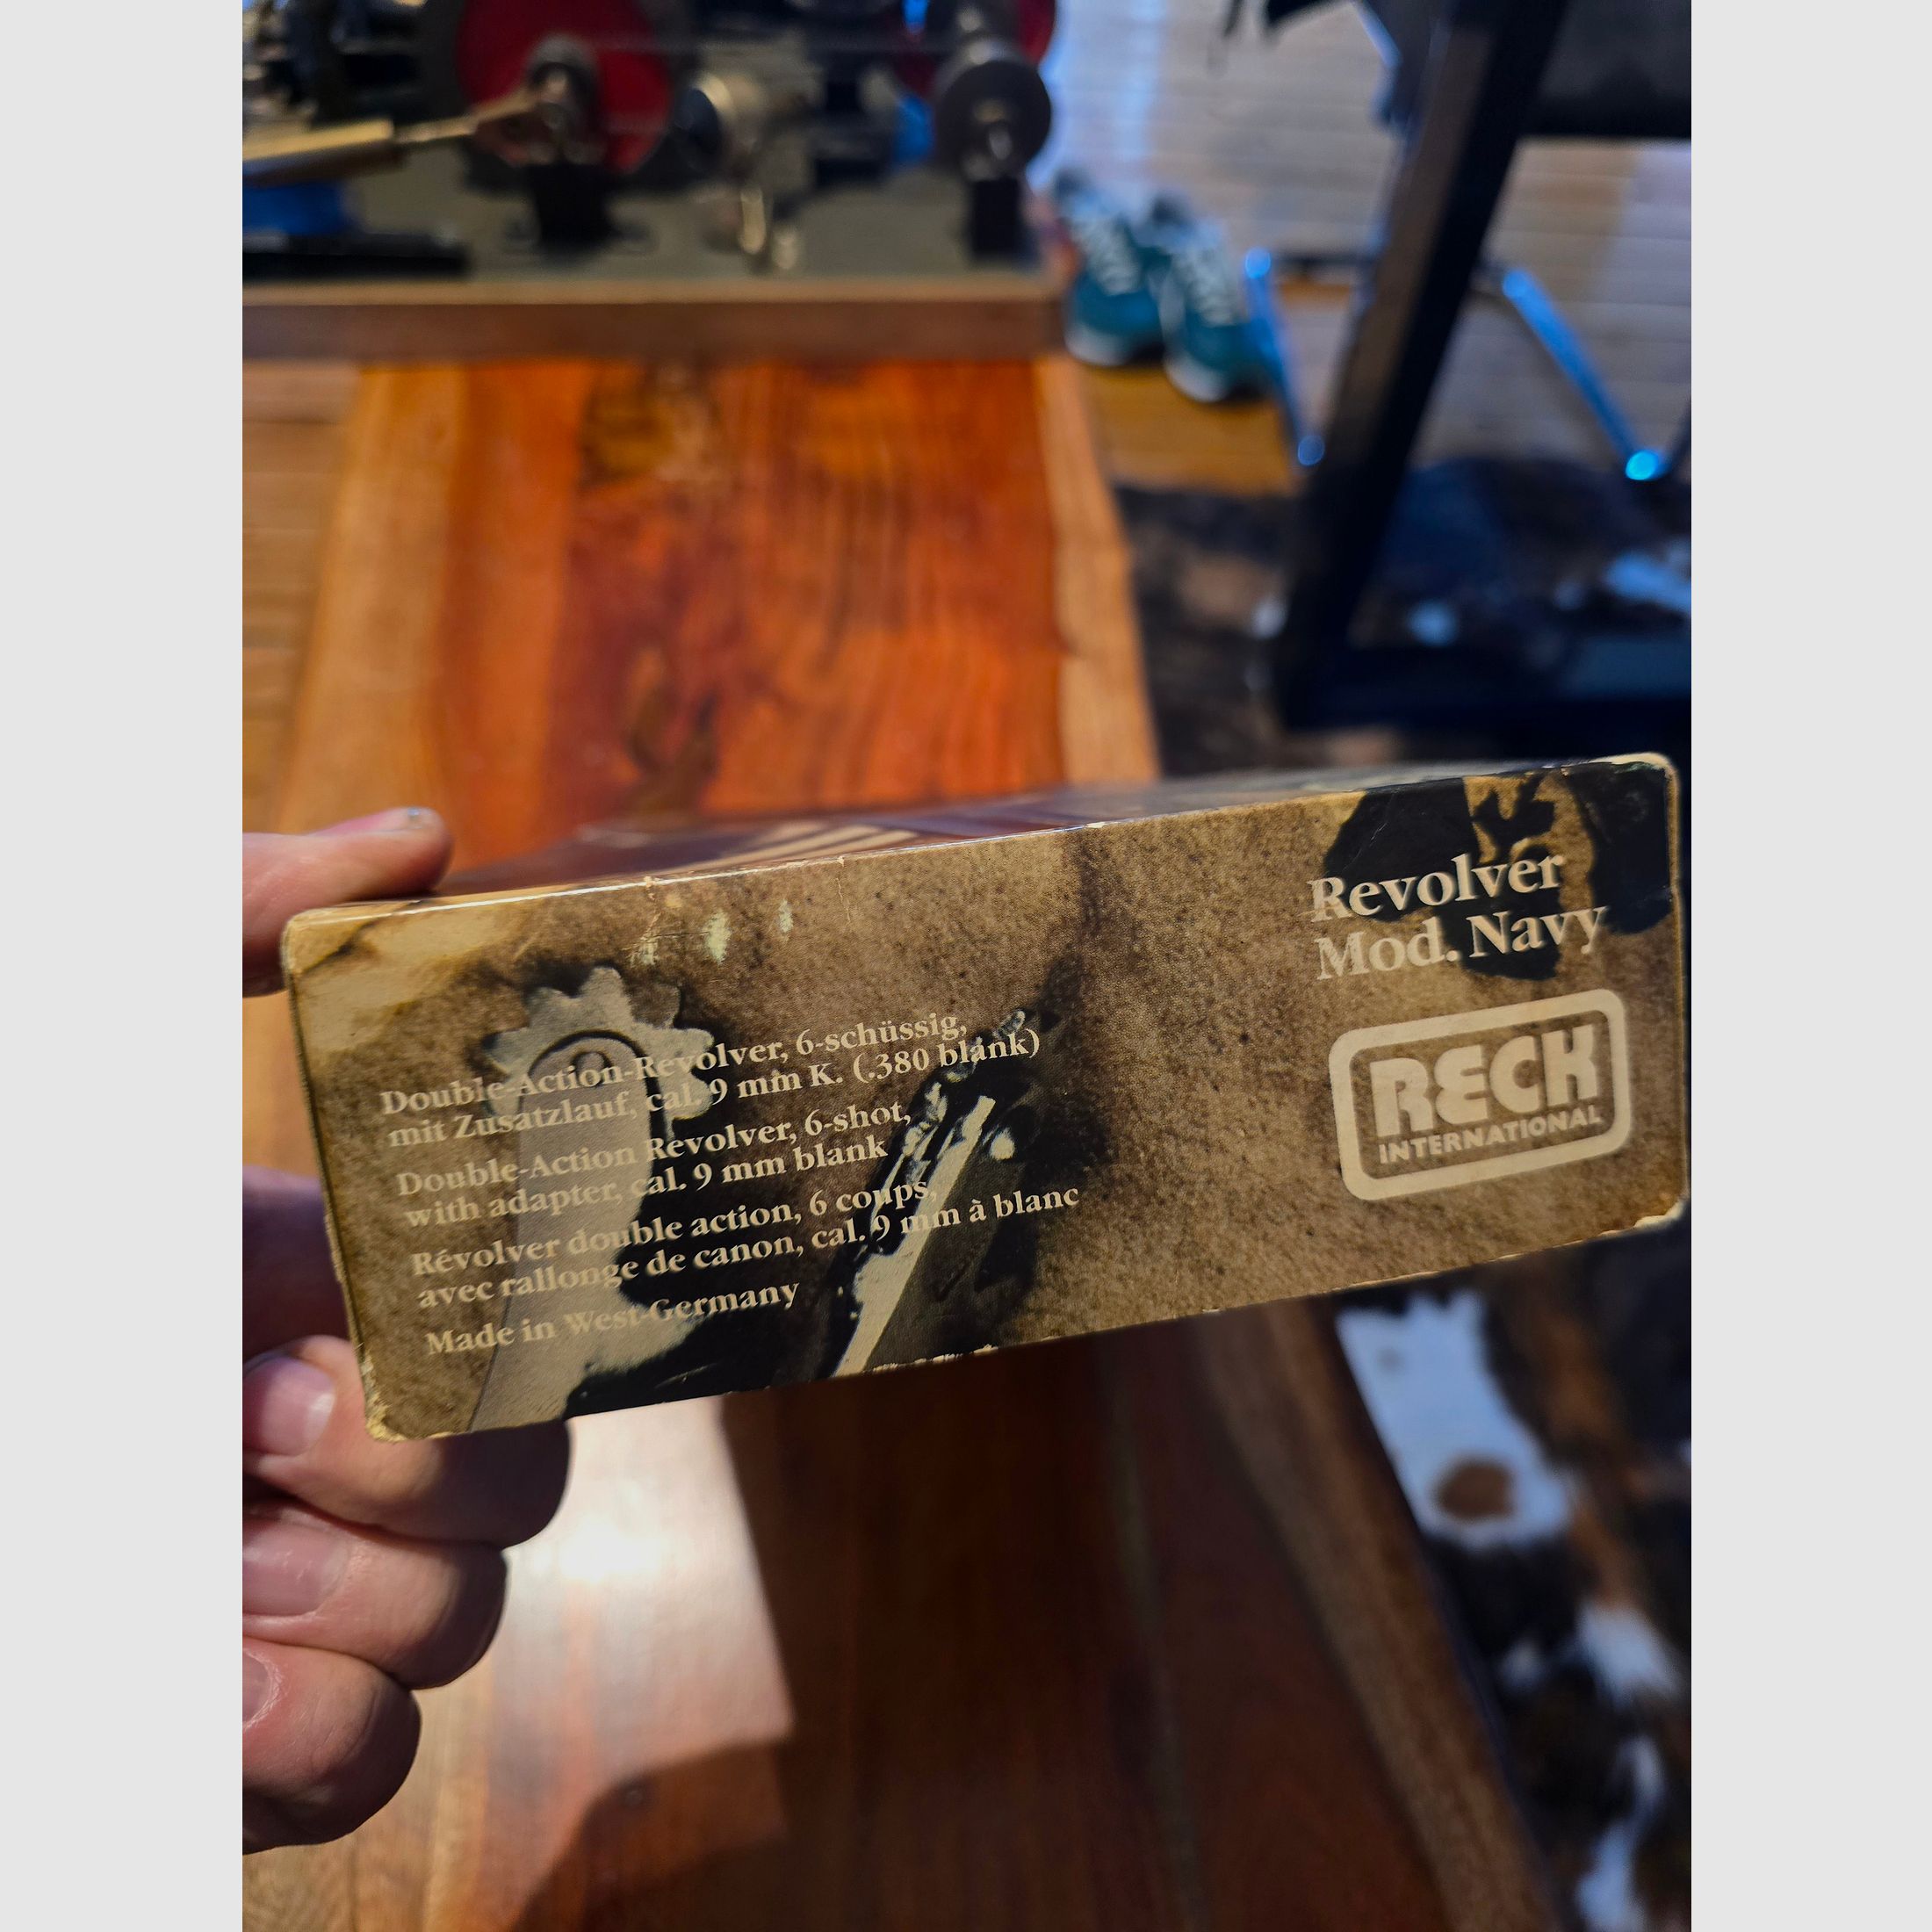 Revolver
Mod. Navy
RECK
INTERNATIONAL
Double-Action-Revolver, 6-schüssig,
mit Zusatzlauf, cal. 9 mm K. (.380 blank)
Double-Action Revolver, 6-shot,
with adapter, cal. 9 mm blank
Révolver double action, 6 coups,
avec rallonge de canon, cal. 9 mm à blanc
Made in West-Germany